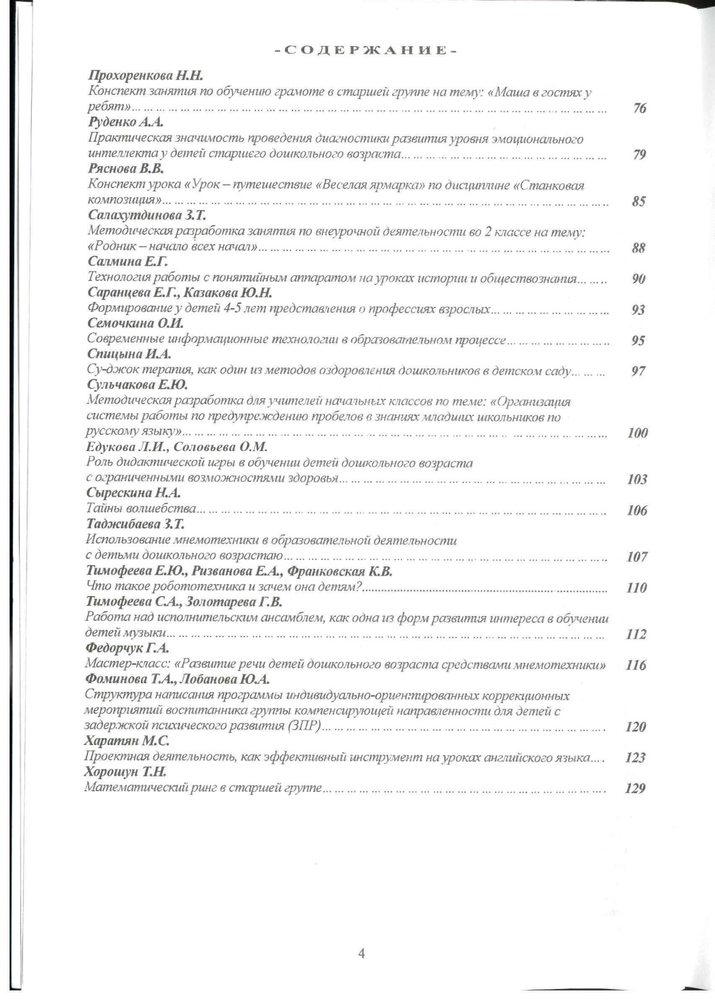 -СОДЕРЖАНИЕ-
Прохоренкова Н.Н.
Конспект занятия по обучению грамоте в старшей группе на тему: «Маша в гостях у
ребят»... 76
Руденко А.А.
Практическая значимость проведения диагностики развития уровня эмоционального
интеллекта у детей старшего дошкольного возраста... 79
Ряснова В.В.
Конспект урока «Урок – путешествие «Веселая ярмарка» по дисциплине «Станковая
композиция»... 85
Салахутдинова З.Т.
Методическая разработка занятия по внеурочной деятельности во 2 классе на тему:
«Родник – начало всех начал»... 88
Салмина Е.Г.
Технология работы с понятийным аппаратом на уроках истории и обществознания... 90
Саранцева Е.Г., Казакова Ю.Н.
Формирование у детей 4-5 лет представления о профессиях взрослых... 93
Семочкина О.И.
Современные информационные технологии в образовательном процессе... 95
Спицына И.А.
Су-джок терапия, как один из методов оздоровления дошкольников в детском саду... 97
Сульчакова Е.Ю.
Методическая разработка для учителей начальных классов по теме: «Организация
системы работы по предупреждению пробелов в знаниях младших школьников по
русскому языку»... 100
Едукова Л.И., Соловьева О.М.
Роль дидактической игры в обучении детей дошкольного возраста
с ограниченными возможностями здоровья... 103
Сырескина Н.А.
Тайны волшебства... 106
Таджибаева З.Т.
Использование мнемотехники в образовательной деятельности
с детьми дошкольного возрастаю... 107
Тимофеева Е.Ю., Ризванова Е.А., Франковская К.В.
Что такое робототехника и зачем она детям?... 110
Тимофеева С.А., Золотарева Г.В.
Работа над исполнительским ансамблем, как одна из форм развития интереса в обучении
детей музыки... 112
Федорчук Г.А.
Мастер-класс: «Развитие речи детей дошкольного возраста средствами мнемотехники» 116
Фоминова Т.А., Лобанова Ю.А.
Структура написания программы индивидуально-ориентированных коррекционных
мероприятий воспитанника группы компенсирующей направленности для детей с
задержкой психического развития (ЗПР)... 120
Харатян М.С.
Проектная деятельность, как эффективный инструмент на уроках английского языка.... 123
Хорошун Т.Н.
Математический ринг в старшей группе... 129
4